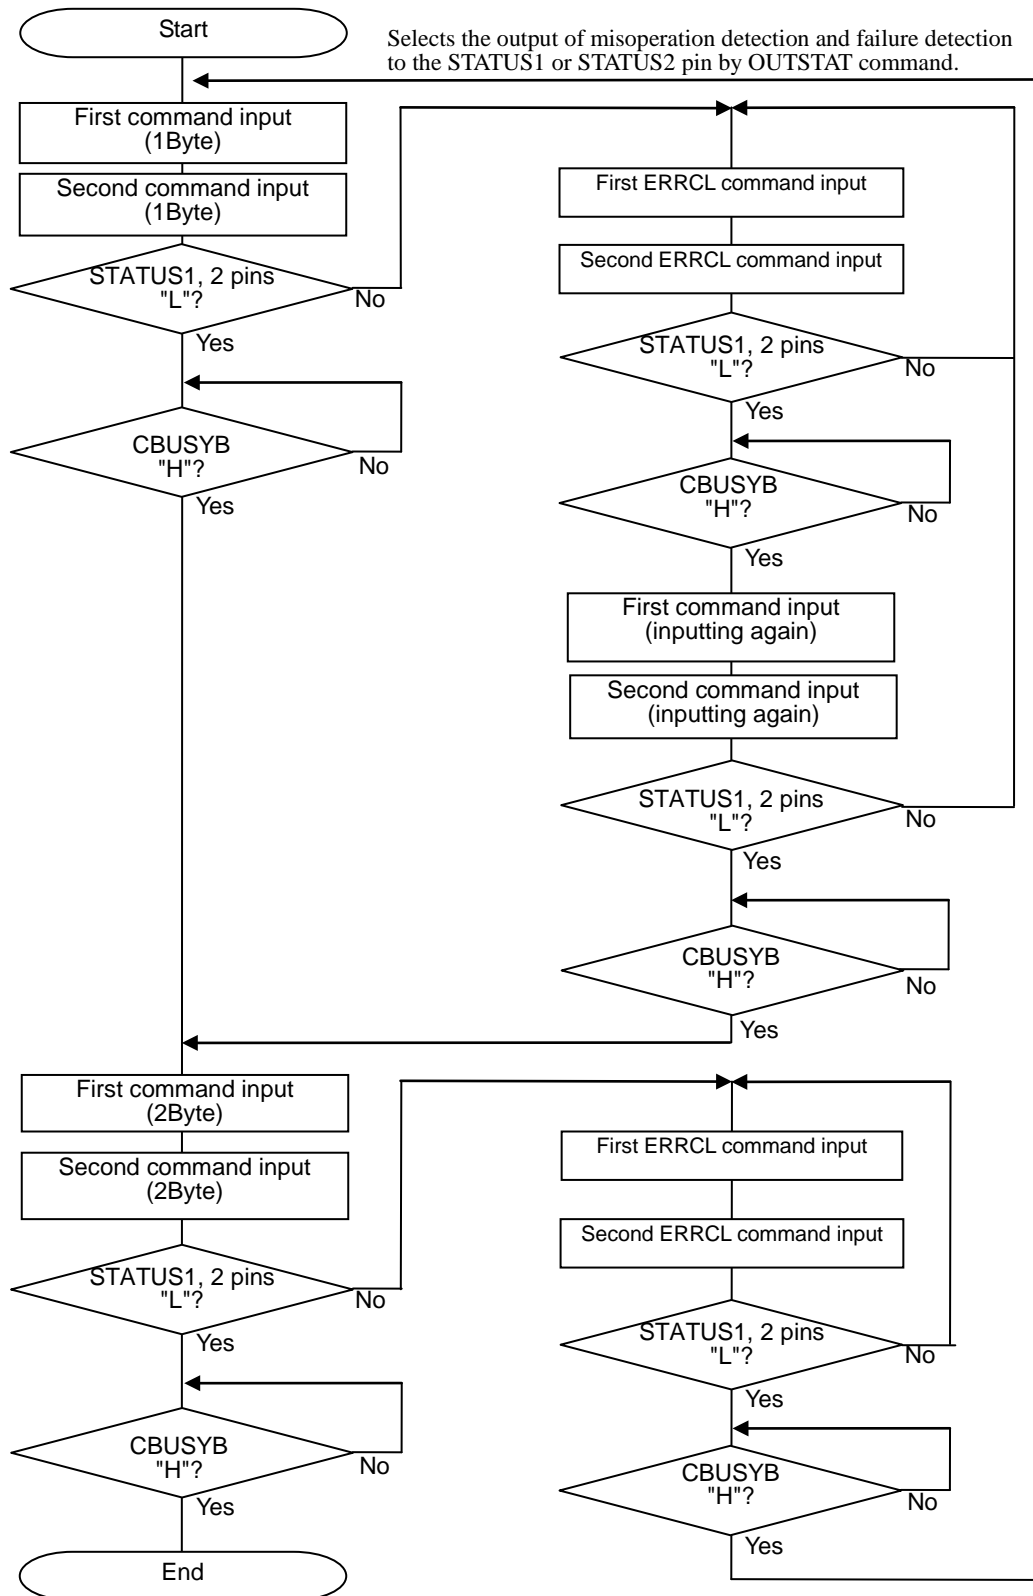 Start
Selects the output of misoperation detection and failure detection
to the STATUS1 or STATUS2 pin by OUTSTAT command.
First command input
(1Byte)
Second command input
(1Byte)
STATUS1, 2 pins
"L"?
No
Yes
CBUSYB
"H"?
No
Yes
First ERRCL command input
Second ERRCL command input
STATUS1, 2 pins
"L"?
No
Yes
CBUSYB
"H"?
No
Yes
First command input
(inputting again)
Second command input
(inputting again)
STATUS1, 2 pins
"L"?
No
Yes
CBUSYB
"H"?
No
Yes
First command input
(2Byte)
Second command input
(2Byte)
STATUS1, 2 pins
"L"?
No
Yes
CBUSYB
"H"?
No
Yes
End
First ERRCL command input
Second ERRCL command input
STATUS1, 2 pins
"L"?
No
Yes
CBUSYB
"H"?
No
Yes